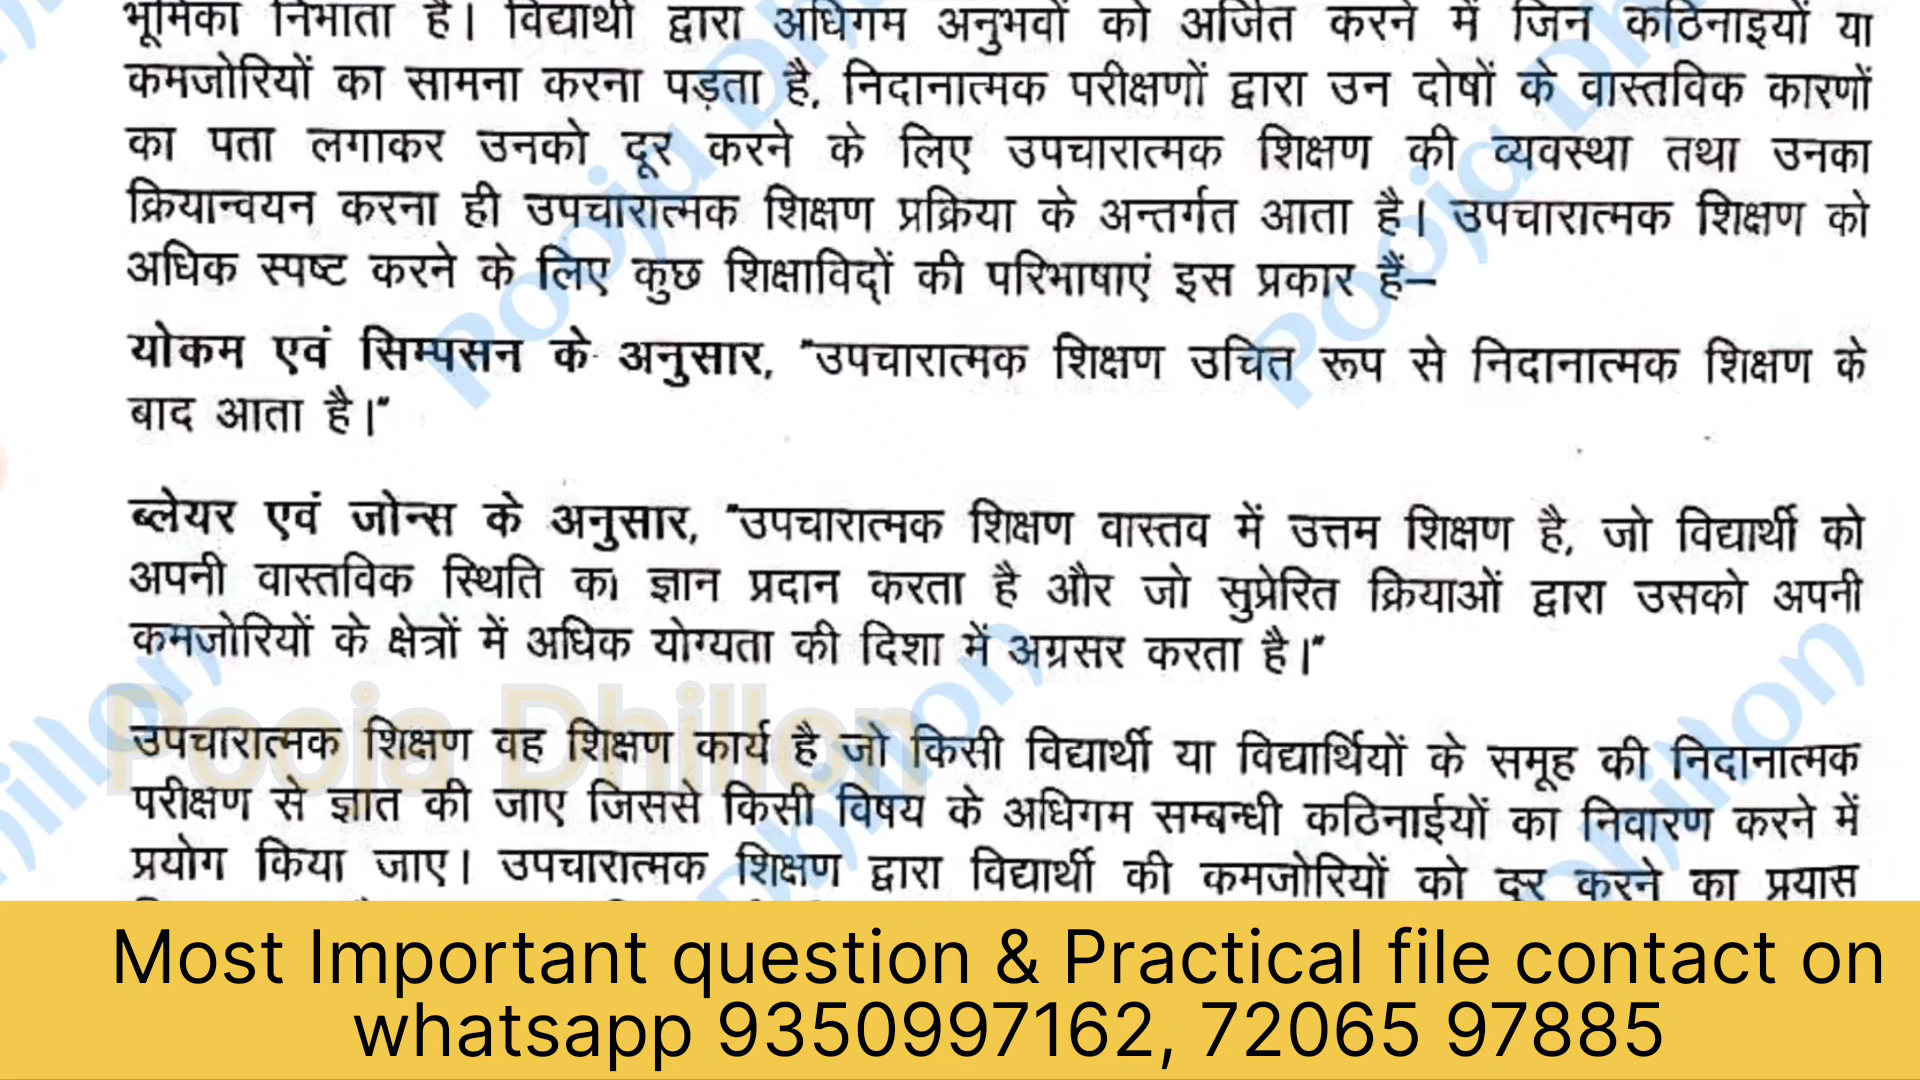 भूमिका निभाता है। विद्यार्थी द्वारा अधिगम अनुभवों को अर्जित करने में जिन कठिनाइयों या
कमजोरियों का सामना करना पड़ता है, निदानात्मक परीक्षणों द्वारा उन दोषों के वास्तविक कारणों
का पता लगाकर उनको दूर करने के लिए उपचारात्मक शिक्षण की व्यवस्था तथा उनका
क्रियान्वयन करना ही उपचारात्मक शिक्षण प्रक्रिया के अन्तर्गत आता है। उपचारात्मक शिक्षण को
अधिक स्पष्ट करने के लिए कुछ शिक्षाविदों की परिभाषाएं इस प्रकार हैं–
योकम एवं सिम्पसन के अनुसार, "उपचारात्मक शिक्षण उचित रूप से निदानात्मक शिक्षण के
बाद आता है।"
ब्लेयर एवं जोन्स के अनुसार, "उपचारात्मक शिक्षण वास्तव में उत्तम शिक्षण है, जो विद्यार्थी को
अपनी वास्तविक स्थिति का ज्ञान प्रदान करता है और जो सुप्रेरित क्रियाओं द्वारा उसको अपनी
कमजोरियों के क्षेत्रों में अधिक योग्यता की दिशा में अग्रसर करता है।"
Pooja Dhillon
उपचारात्मक शिक्षण वह शिक्षण कार्य है जो किसी विद्यार्थी या विद्यार्थियों के समूह की निदानात्मक
परीक्षण से ज्ञात की जाए जिससे किसी विषय के अधिगम सम्बन्धी कठिनाईयों का निवारण करने में
प्रयोग किया जाए। उपचारात्मक शिक्षण द्वारा विद्यार्थी की कमजोरियों को दूर करने का प्रयास
Most Important question & Practical file contact on
whatsapp 9350997162, 72065 97885